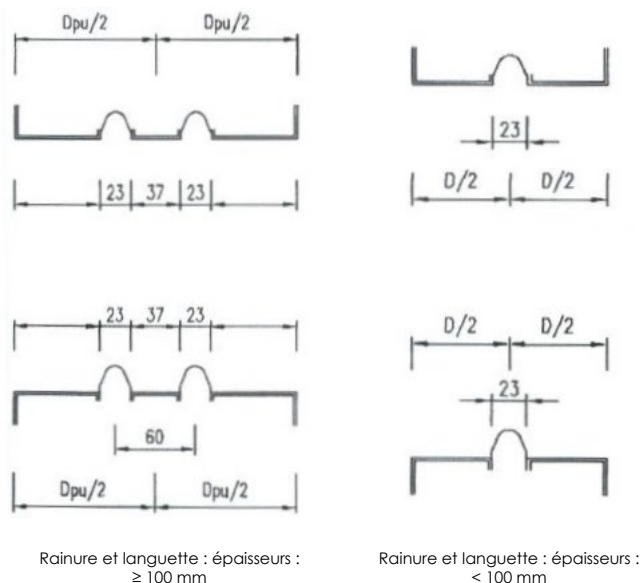 Dpu/2 Dpu/2
23 37 23
23
D/2 D/2
23 37 23
60
Dpu/2 Dpu/2
D/2 D/2
23
Rainure et languette : épaisseurs :
≥ 100 mm
Rainure et languette : épaisseurs :
< 100 mm